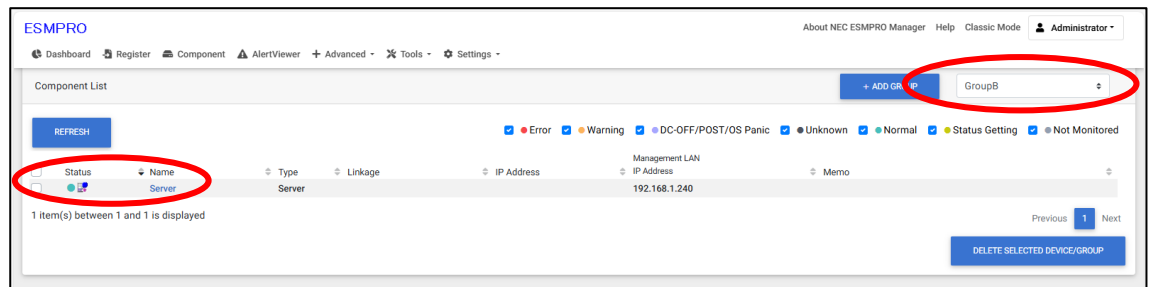 ESMPRO
About NEC ESMPRO Manager Help Classic Mode Administrator
Dashboard Register Component AlertViewer Advanced Tools Settings
Component List + ADD GROUP GroupB
REFRESH Error Warning DC-OFF/POST/OS Panic Unknown Normal Status Getting Not Monitored
Status Name Type Linkage IP Address Management LAN IP Address Memo
Server Server 192.168.1.240
1 item(s) between 1 and 1 is displayed
Previous 1 Next
DELETE SELECTED DEVICE/GROUP